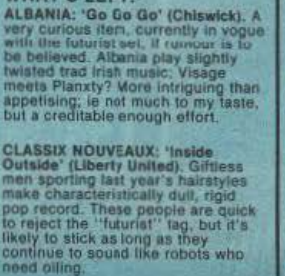 ALBANIA: 'Go Go Go' (Chiswick). A
very curious item, currently in vogue
with the futurist set, if rumour is to
be believed. Albania play slightly
twisted trad Irish music; Visage
meets Planxty? More intriguing than
appetising; ie not much to my taste,
but a creditable enough effort.
CLASSIX NOUVEAUX: 'Inside
Outside' (Liberty United). Giftless
men sporting last year's hairstyles
make characteristically dull, rigid
pop record. These people are quick
to reject the "futurist" tag, but it's
likely to stick as long as they
continue to sound like robots who
need oiling.